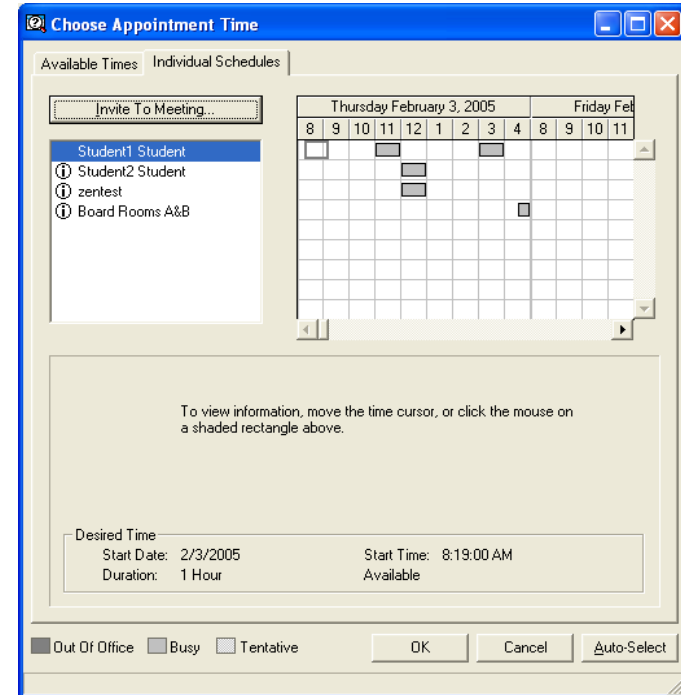 Choose Appointment Time
Available Times Individual Schedules
Invite To Meeting...
Thursday February 3, 2005 Friday Feb
8 9 10 11 12 1 2 3 4 8 9 10 11
Student1 Student
Student2 Student
zentest
Board Rooms A&B
To view information, move the time cursor, or click the mouse on
a shaded rectangle above.
Desired Time
Start Date: 2/3/2005 Start Time: 8:19:00 AM
Duration: 1 Hour Available
Out Of Office Busy Tentative OK Cancel Auto-Select